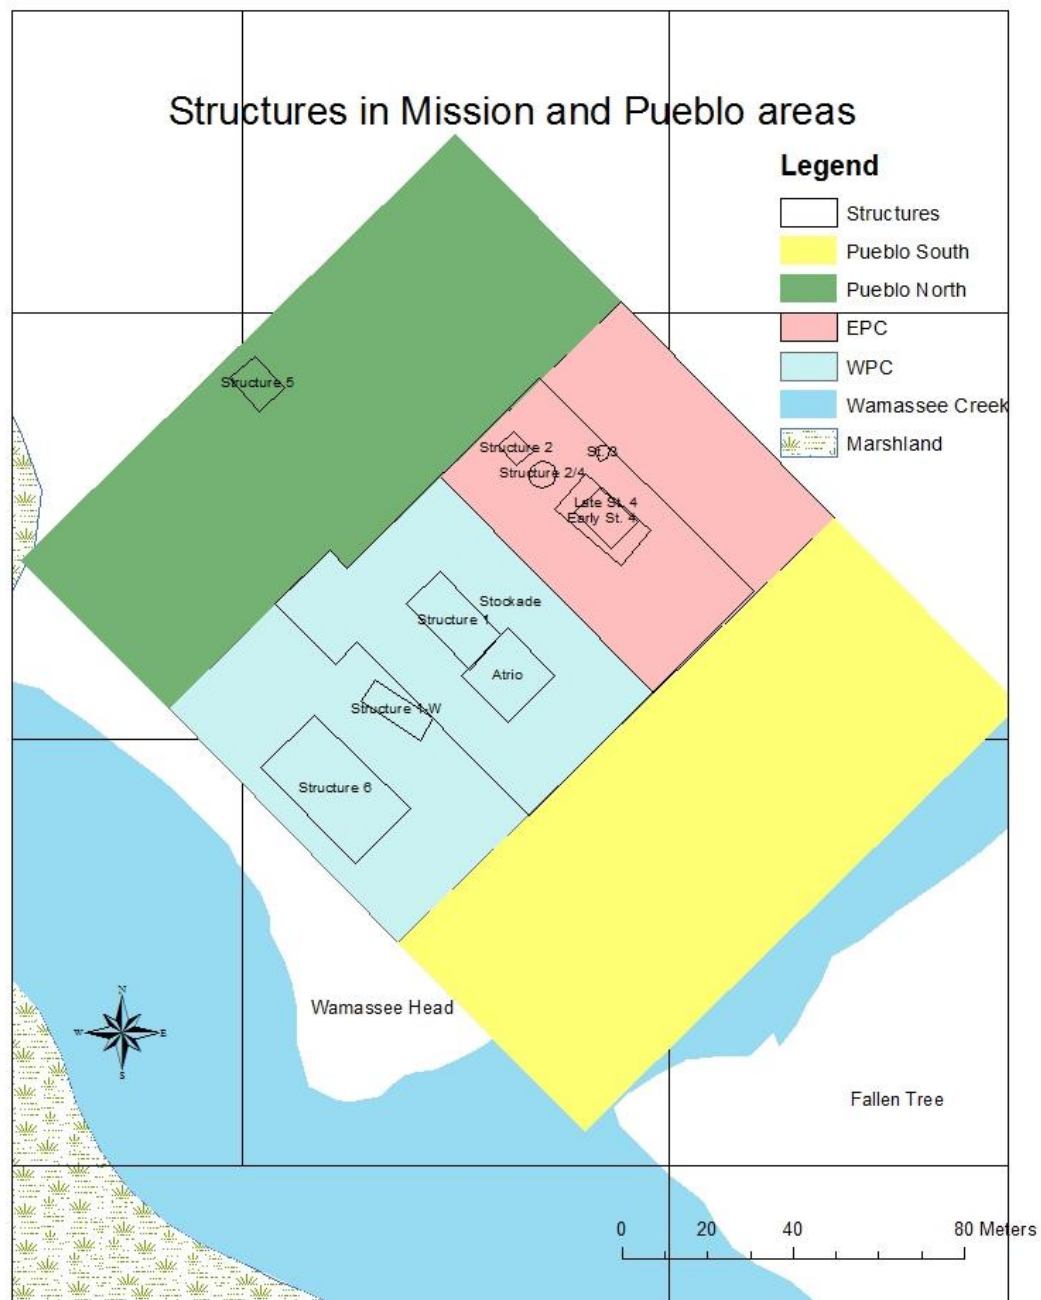 Structures in Mission and Pueblo areas
Legend
Structures
Pueblo South
Pueblo North
EPC
WPC
Wamassee Creek
Marshland
Structure 5
Structure 2
St. 3
Structure 2/4
Late St. 4
Early St. 4
Stockade
Structure 1
Atrio
Structure 1-W
Structure 6
Wamassee Head
N
W E
S
Fallen Tree
0 20 40 80 Meters